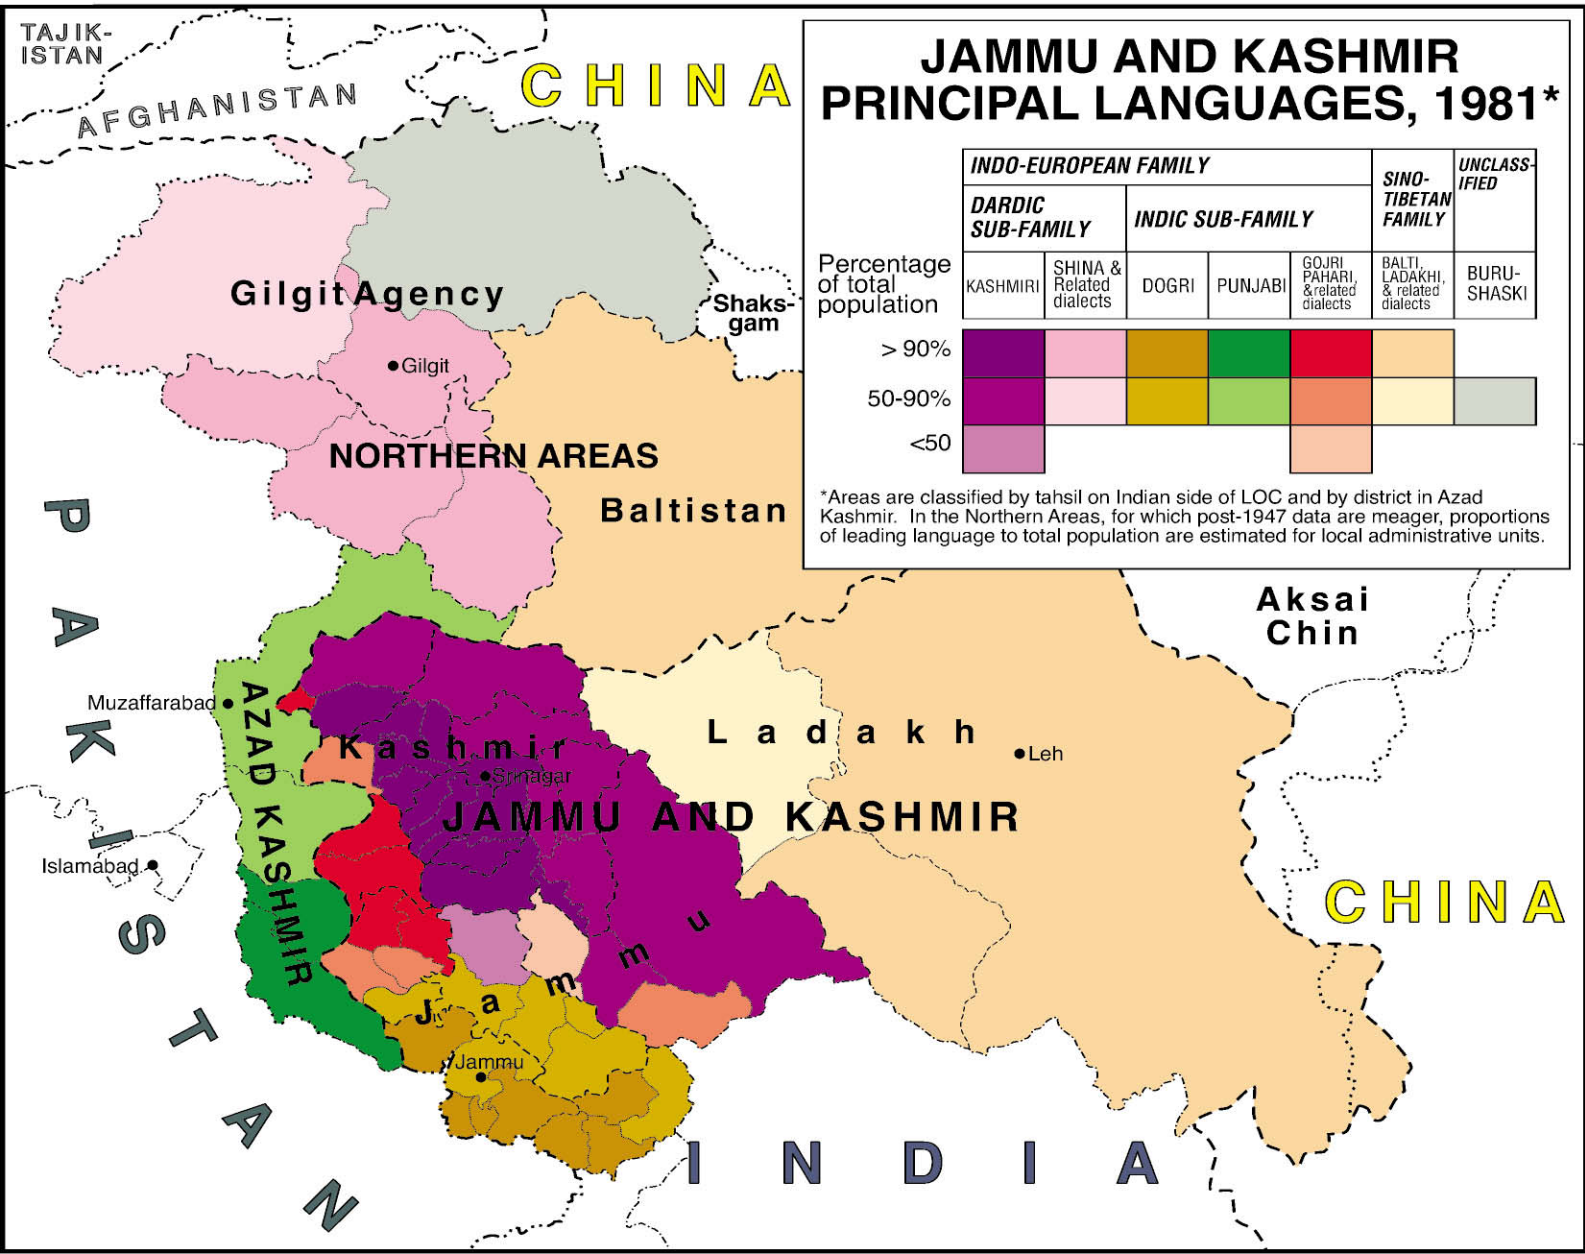 TAJIK-
ISTAN
AFGHANISTAN
CHINA
JAMMU AND KASHMIR
PRINCIPAL LANGUAGES, 1981*
INDO-EUROPEAN FAMILY
DARDIC
SUB-FAMILY
INDIC SUB-FAMILY
SINO-
TIBETAN
FAMILY
UNCLASS-
IFIED
Percentage
of total
population
KASHMIRI
SHINA &
Related
dialects
DOGRI
PUNJABI
GOJRI
PAHARI,
&related
dialects
BALTI,
LADAKHI,
& related
dialects
BURU-
SHASKI
> 90%
50-90%
<50
*Areas are classified by tahsil on Indian side of LOC and by district in Azad
Kashmir. In the Northern Areas, for which post-1947 data are meager, proportions
of leading language to total population are estimated for local administrative units.
Gilgit Agency
Shaks-
gam
Gilgit
NORTHERN AREAS
Baltistan
PAKISTAN
Aksai
Chin
Muzaffarabad
AZAD KASHMIR
Kashmir
Srinagar
Ladakh
Leh
JAMMU AND KASHMIR
Islamabad
CHINA
Jammu
Jammu
INDIA